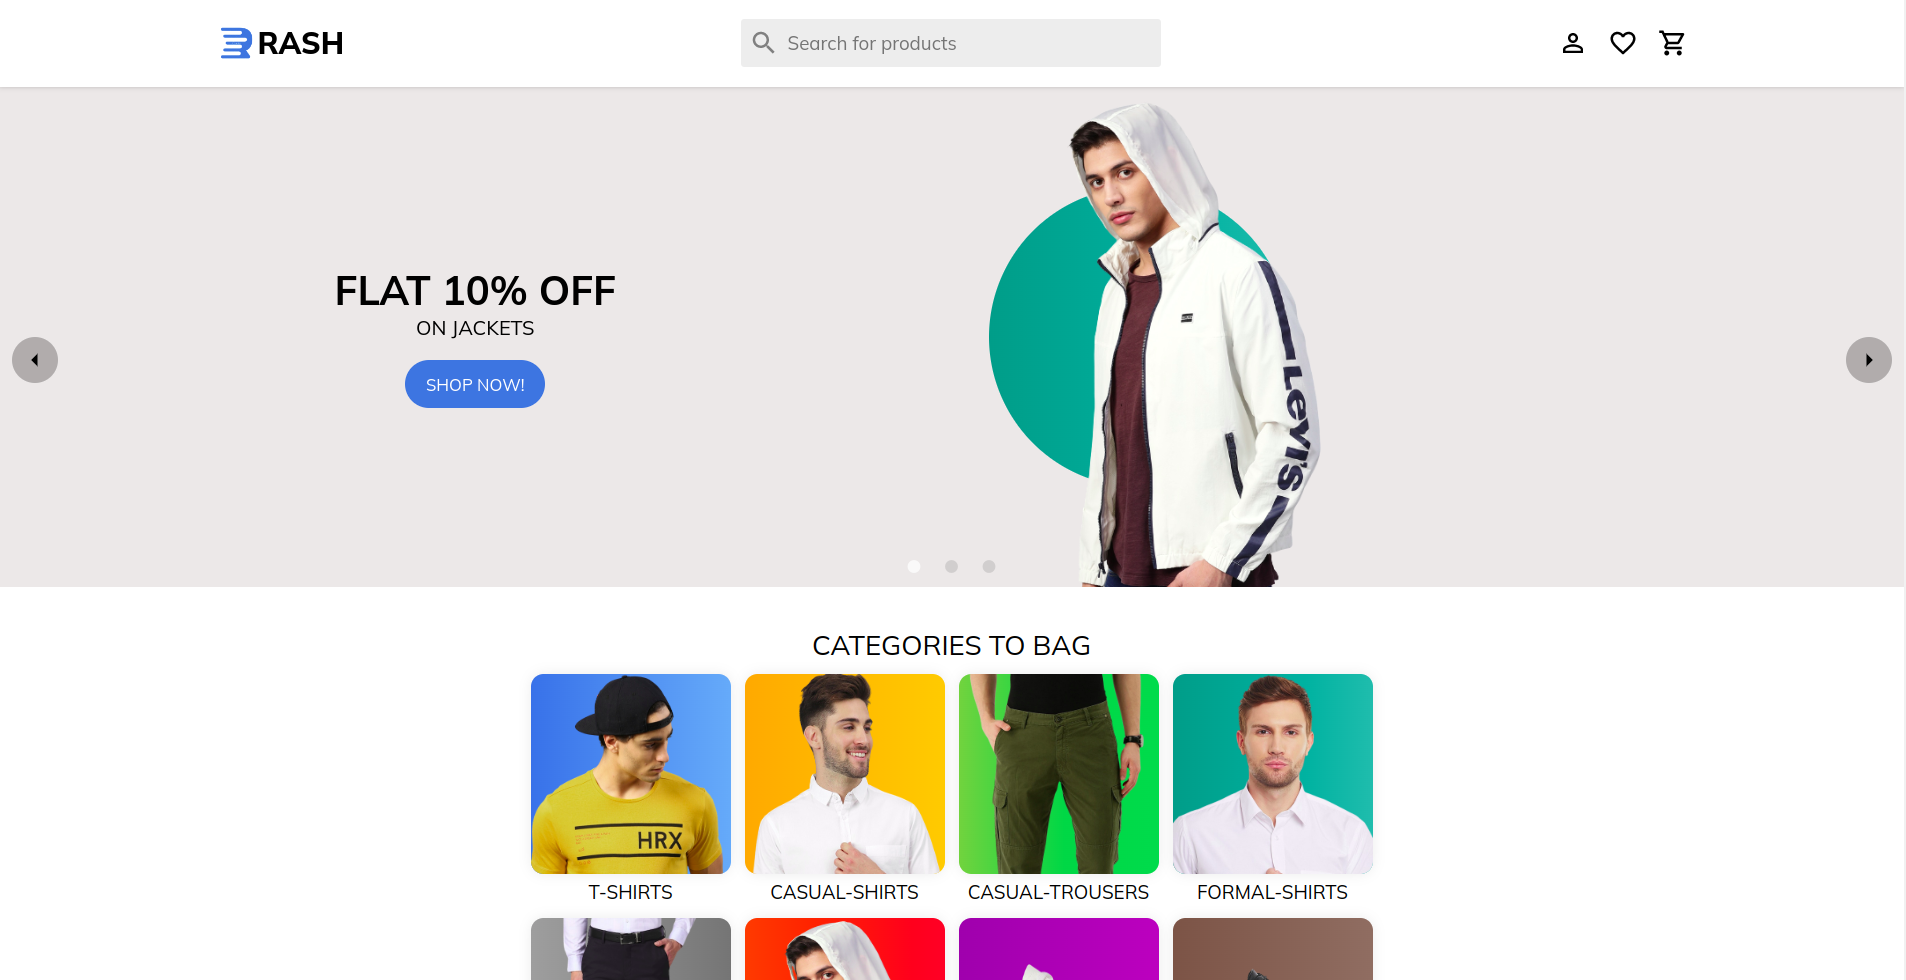 RASH
Search for products
FLAT 10% OFF
ON JACKETS
SHOP NOW!
Levi's
CATEGORIES TO BAG
HRX
T-SHIRTS
CASUAL-SHIRTS
CASUAL-TROUSERS
FORMAL-SHIRTS